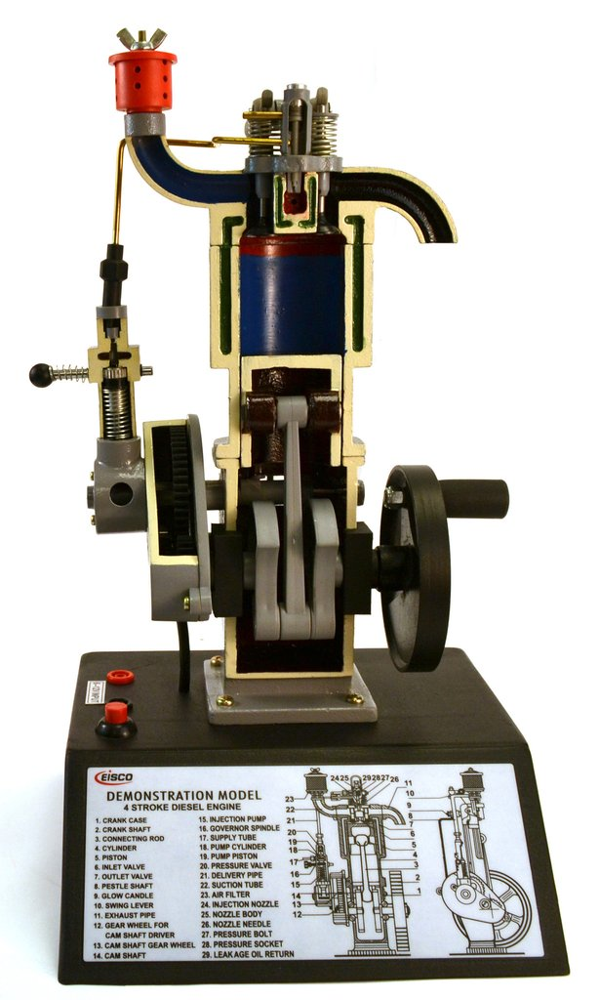 EISCO
DEMONSTRATION MODEL
4 STROKE DIESEL ENGINE
1. CRANK CASE
2. CRANK SHAFT
3. CONNECTING ROD
4. CYLINDER
5. PISTON
6. INLET VALVE
7. OUTLET VALVE
8. PESTLE SHAFT
9. GLOW CANDLE
10. SWING LEVER
11. EXHAUST PIPE
12. GEAR WHEEL FOR
CAM SHAFT DRIVER
13. CAM SHAFT GEAR WHEEL
14. CAM SHAFT
15. INJECTION PUMP
16. GOVERNOR SPINDLE
17. SUPPLY TUBE
18. PUMP CYLINDER
19. PUMP PISTON
20. PRESSURE VALVE
21. DELIVERY PIPE
22. SUCTION TUBE
23. AIR FILTER
24. INJECTION NOZZLE
25. NOZZLE BODY
26. NOZZLE NEEDLE
27. PRESSURE BOLT
28. PRESSURE SOCKET
29. LEAKAGE OIL RETURN
24 25 29 28 27 26
23
22
21
20
19
18
17
16
15
14
13
12
11
7
6
5
4
3
2
1
11
10
9
8